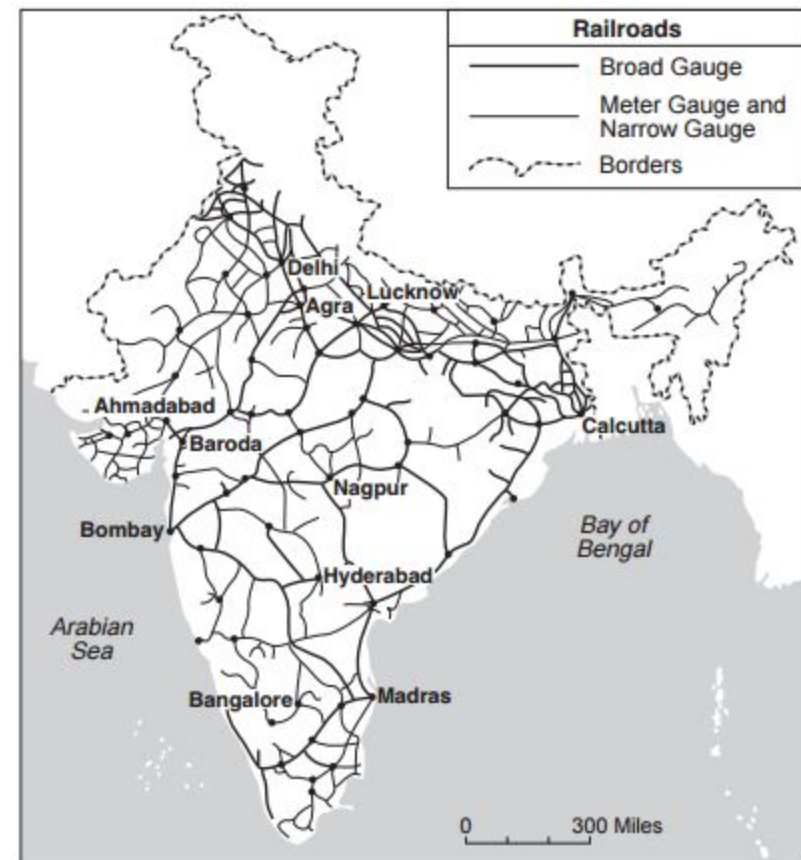 Railroads
Broad Gauge
Meter Gauge and
Narrow Gauge
Borders
Delhi
Lucknow
Agra
Ahmadabad
Baroda
Calcutta
Nagpur
Bombay
Bay of
Bengal
Hyderabad
Arabian
Sea
Bangalore
Madras
0
300 Miles